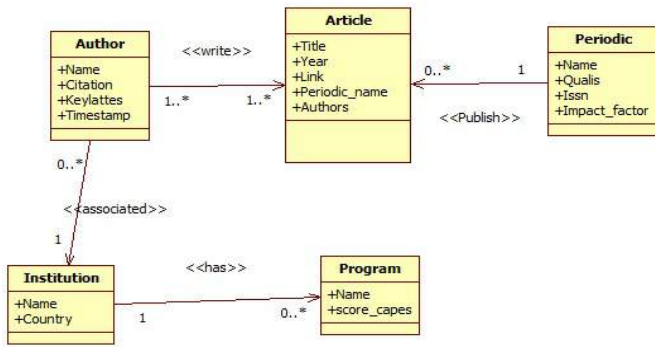 Article
+Title
+Year
+Link
+Periodic_name
+Authors
Author
+Name
+Citation
+Keylattes
+Timestamp
<<write>>
1..*
1..*
Periodic
+Name
+Qualis
+Issn
+Impact_factor
0..*
1
<<Publish>>
0..*
<<associated>>
1
Institution
+Name
+Country
<<has>>
1
0..*
Program
+Name
+score_capes